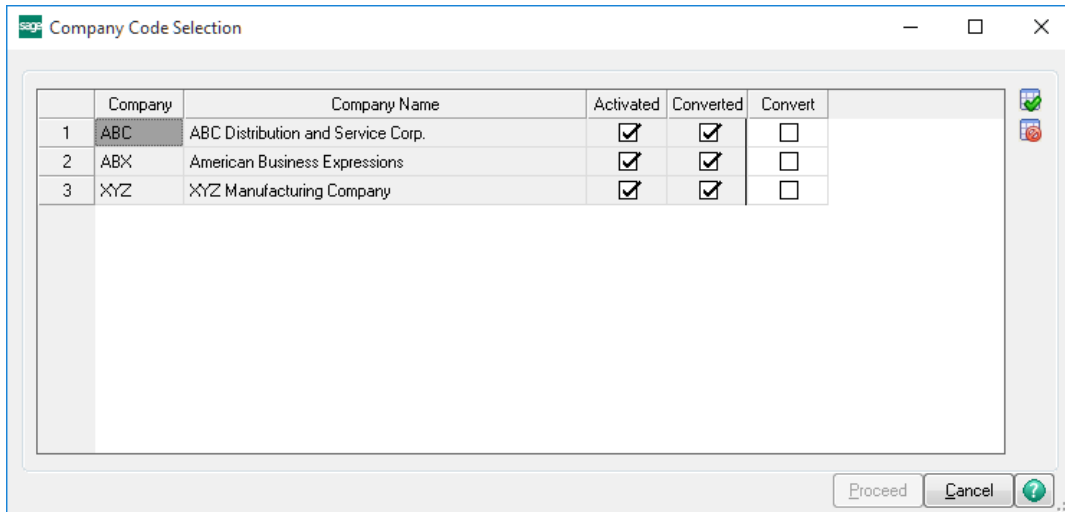 sage Company Code Selection
Company Company Name Activated Converted Convert
1 ABC ABC Distribution and Service Corp.
2 ABX American Business Expressions
3 XYZ XYZ Manufacturing Company
Proceed Cancel ?